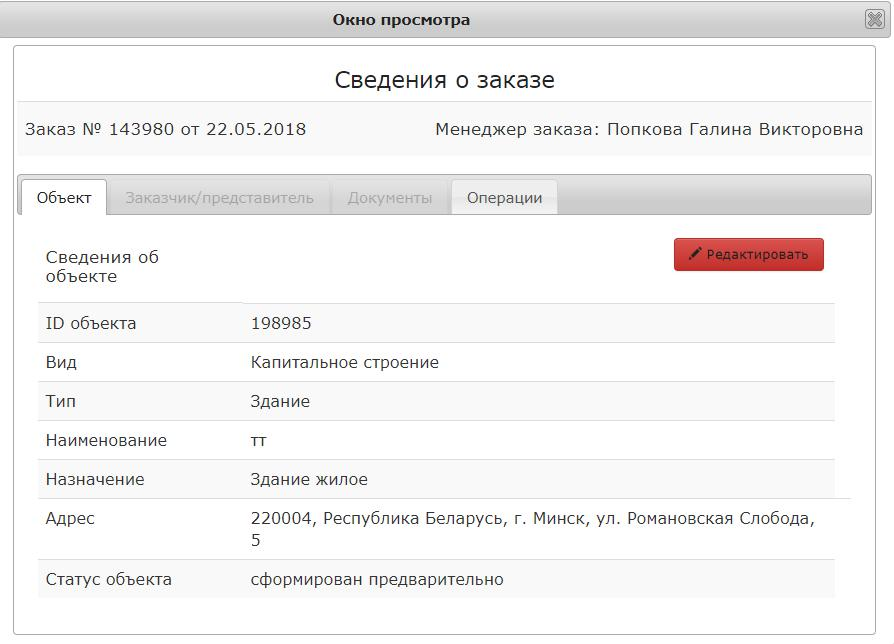 Окно просмотра
Сведения о заказе
Заказ № 143980 от 22.05.2018 Менеджер заказа: Попкова Галина Викторовна
Объект Заказчик/представитель Документы Операции
Сведения об
объекте
Редактировать
ID объекта 198985
Вид Капитальное строение
Тип Здание
Наименование тт
Назначение Здание жилое
Адрес 220004, Республика Беларусь, г. Минск, ул. Романовская Слобода,
5
Статус объекта сформирован предварительно